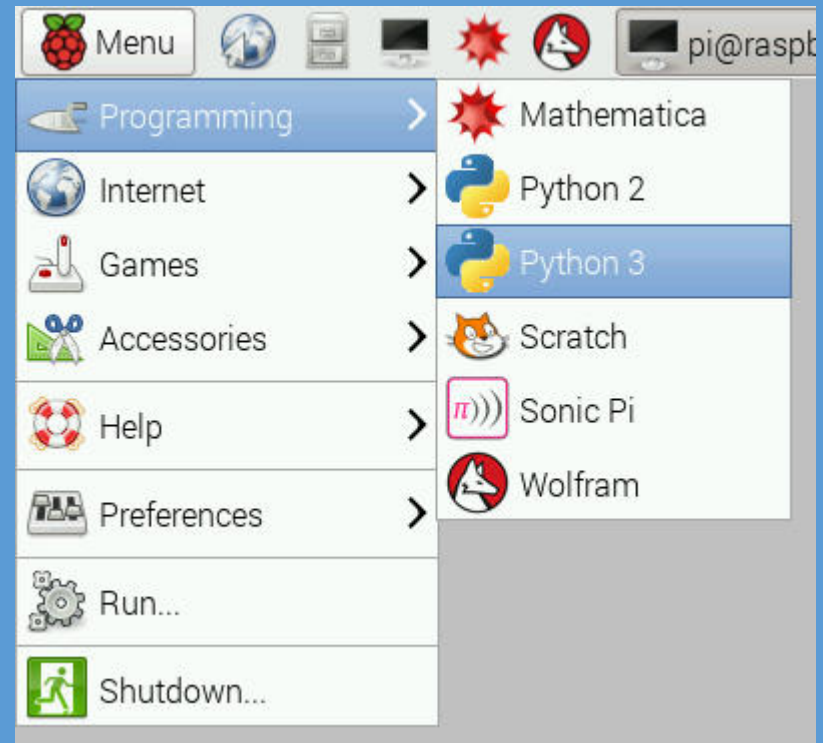 Menu
pi@raspb
Programming
Internet
Games
Accessories
Help
Preferences
Run...
Shutdown...
Mathematica
Python 2
Python 3
Scratch
π)))
Sonic Pi
Wolfram